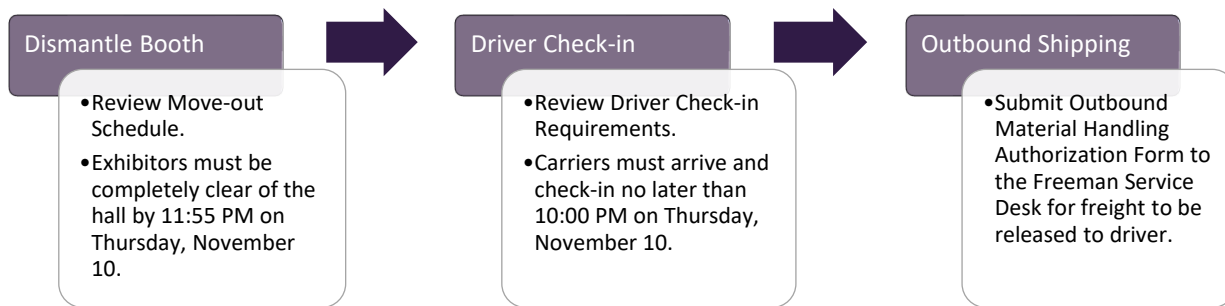 Dismantle Booth
•Review Move-out
Schedule.
•Exhibitors must be
completely clear of the
hall by 11:55 PM on
Thursday, November
10.
Driver Check-in
•Review Driver Check-in
Requirements.
•Carriers must arrive and
check-in no later than
10:00 PM on Thursday,
November 10.
Outbound Shipping
•Submit Outbound
Material Handling
Authorization Form to
the Freeman Service
Desk for freight to be
released to driver.